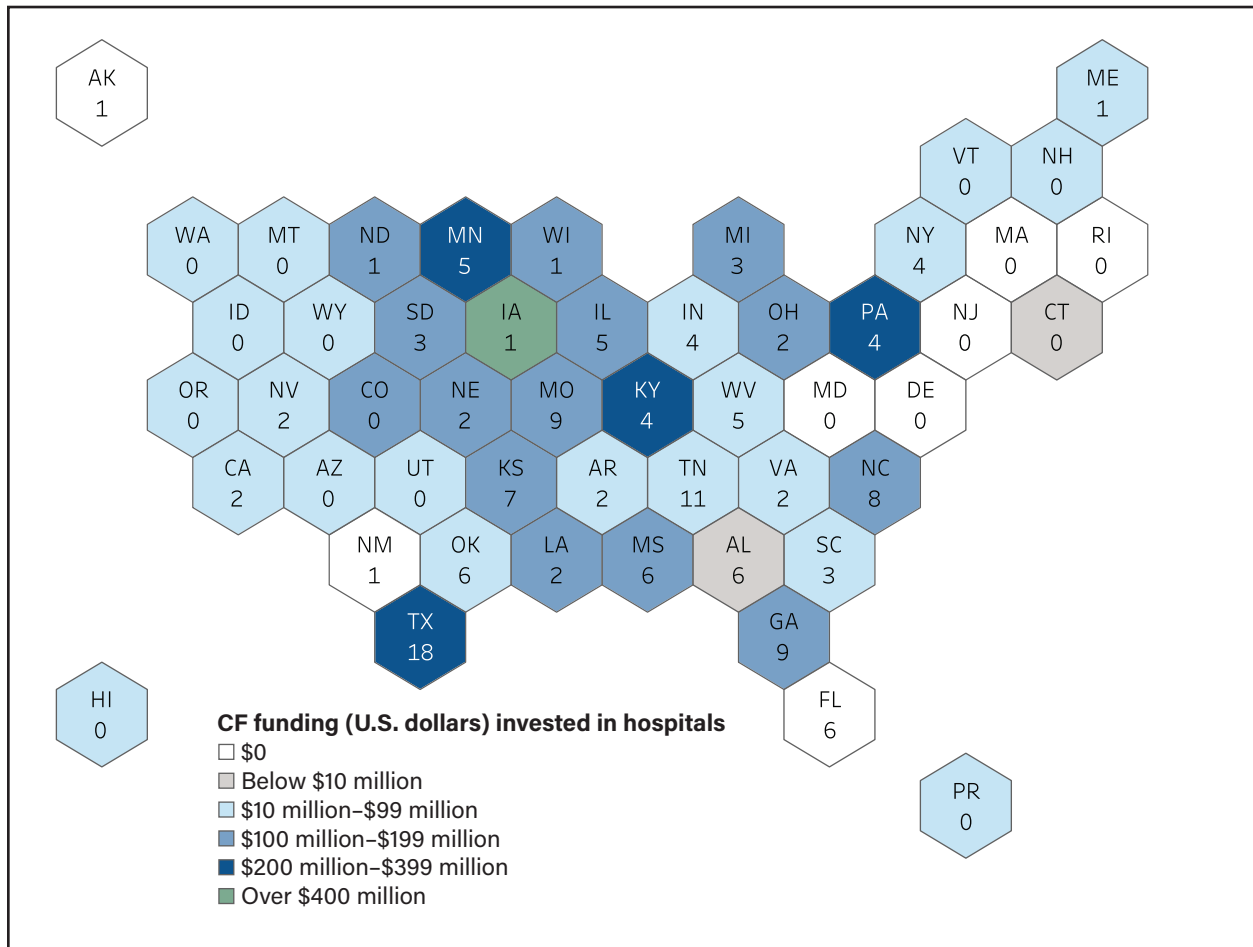 AK
1
ME
1
VT
0
NH
0
WA
0
MT
0
ND
1
MN
5
WI
1
MI
3
NY
4
MA
0
RI
0
ID
0
WY
0
SD
3
IA
1
IL
5
IN
4
OH
2
PA
4
NJ
0
CT
0
OR
0
NV
2
CO
0
NE
2
MO
9
KY
4
WV
5
MD
0
DE
0
CA
2
AZ
0
UT
0
KS
7
AR
2
TN
11
VA
2
NC
8
NM
1
OK
6
LA
2
MS
6
AL
6
SC
3
TX
18
GA
9
HI
0
FL
6
CF funding (U.S. dollars) invested in hospitals
$0
Below $10 million
$10 million–$99 million
$100 million–$199 million
$200 million–$399 million
Over $400 million
PR
0